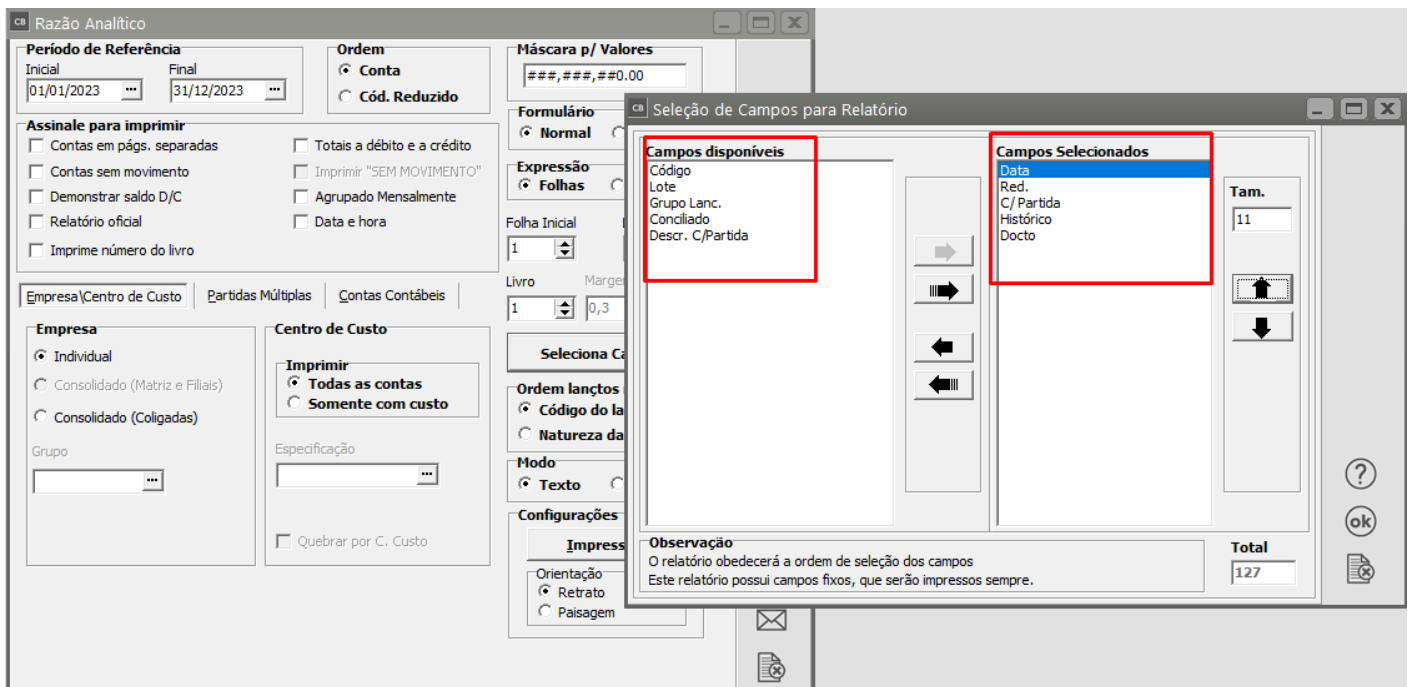 CB Razão Analítico
Período de Referência
Inicial Final
01/01/2023 ... 31/12/2023 ...
Ordem
Conta
Cód. Reduzido
Máscara p/ Valores
###,###,##0.00
Formulário
Normal
Assinale para imprimir
Contas em págs. separadas
Contas sem movimento
Demonstrar saldo D/C
Relatório oficial
Imprime número do livro
Totais a débito e a crédito
Imprimir "SEM MOVIMENTO"
Agrupado Mensalmente
Data e hora
Expressão
Folhas
Folha Inicial
1
Livro Marge
1 0,3
Empresa\Centro de Custo Partidas Múltiplas Contas Contábeis
Empresa
Individual
Consolidado (Matriz e Filiais)
Consolidado (Coligadas)
Grupo
...
Centro de Custo
Imprimir
Todas as contas
Somente com custo
Especificação
...
Quebrar por C. Custo
Seleciona Ca
Ordem lançtos
Código do la
Natureza da
Modo
Texto
Configurações
Impress
Orientação
Retrato
Paisagem
CB Seleção de Campos para Relatório
Campos disponíveis
Código
Lote
Grupo Lanc.
Conciliado
Descr. C/Partida
Campos Selecionados
Data
Red.
C/ Partida
Histórico
Docto
Tam.
11
?
ok
Observação
O relatório obedecerá a ordem de seleção dos campos
Este relatório possui campos fixos, que serão impressos sempre.
Total
127